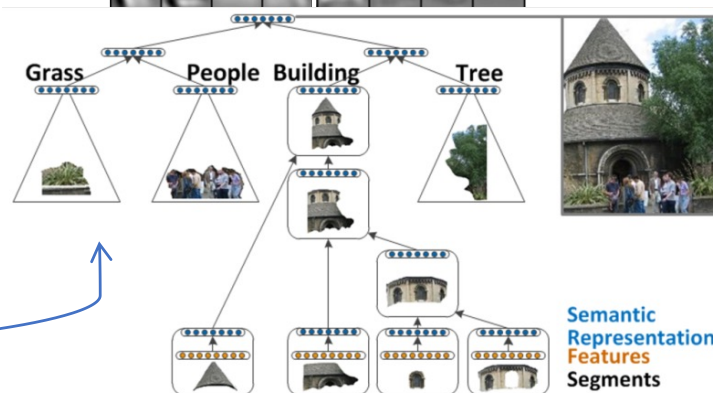 Grass People Building Tree
Semantic
Representation
Features
Segments